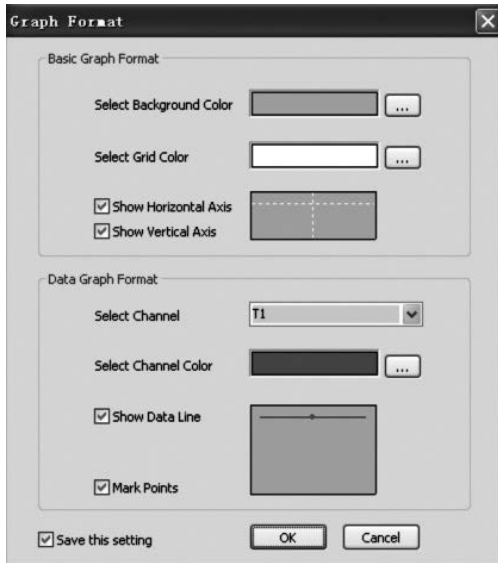 Graph Format
Basic Graph Format
Select Background Color ...
Select Grid Color ...
Show Horizontal Axis
Show Vertical Axis
Data Graph Format
Select Channel T1
Select Channel Color ...
Show Data Line
Mark Points
Save this setting OK Cancel